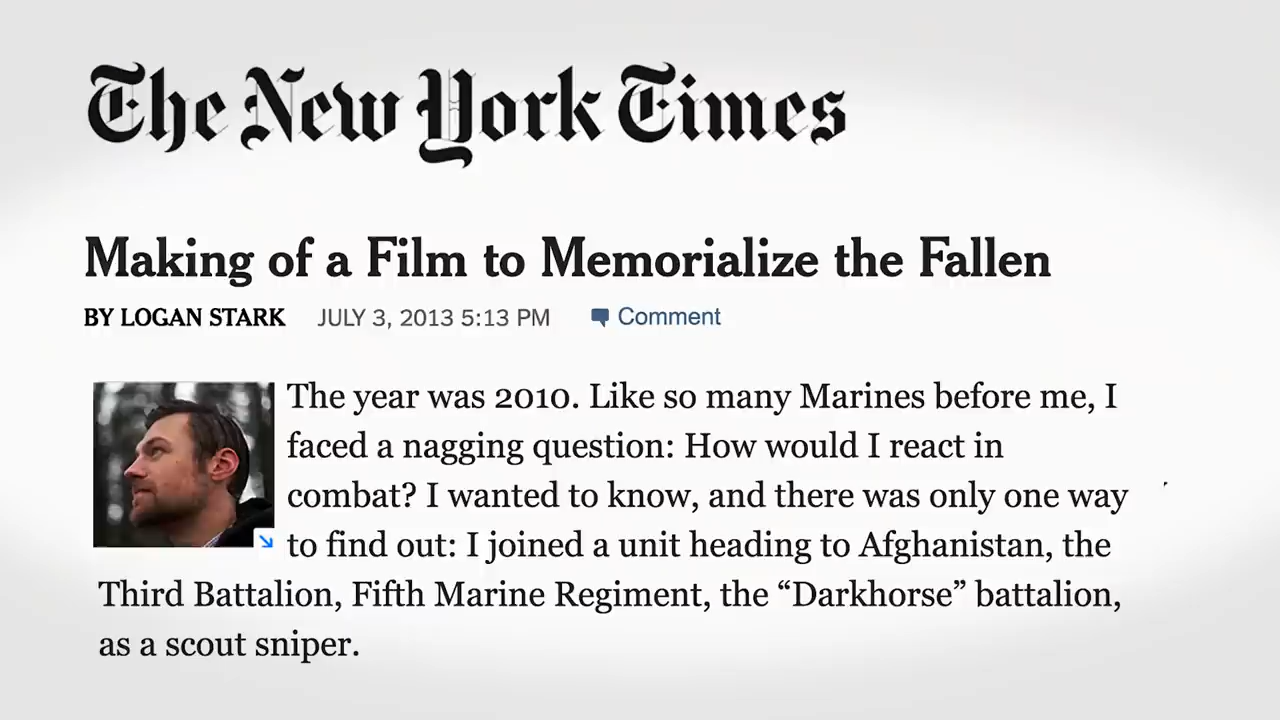 The New York Times
Making of a Film to Memorialize the Fallen
BY LOGAN STARK JULY 3, 2013 5:13 PM Comment
The year was 2010. Like so many Marines before me, I
faced a nagging question: How would I react in
combat? I wanted to know, and there was only one way
to find out: I joined a unit heading to Afghanistan, the
Third Battalion, Fifth Marine Regiment, the “Darkhorse” battalion,
as a scout sniper.